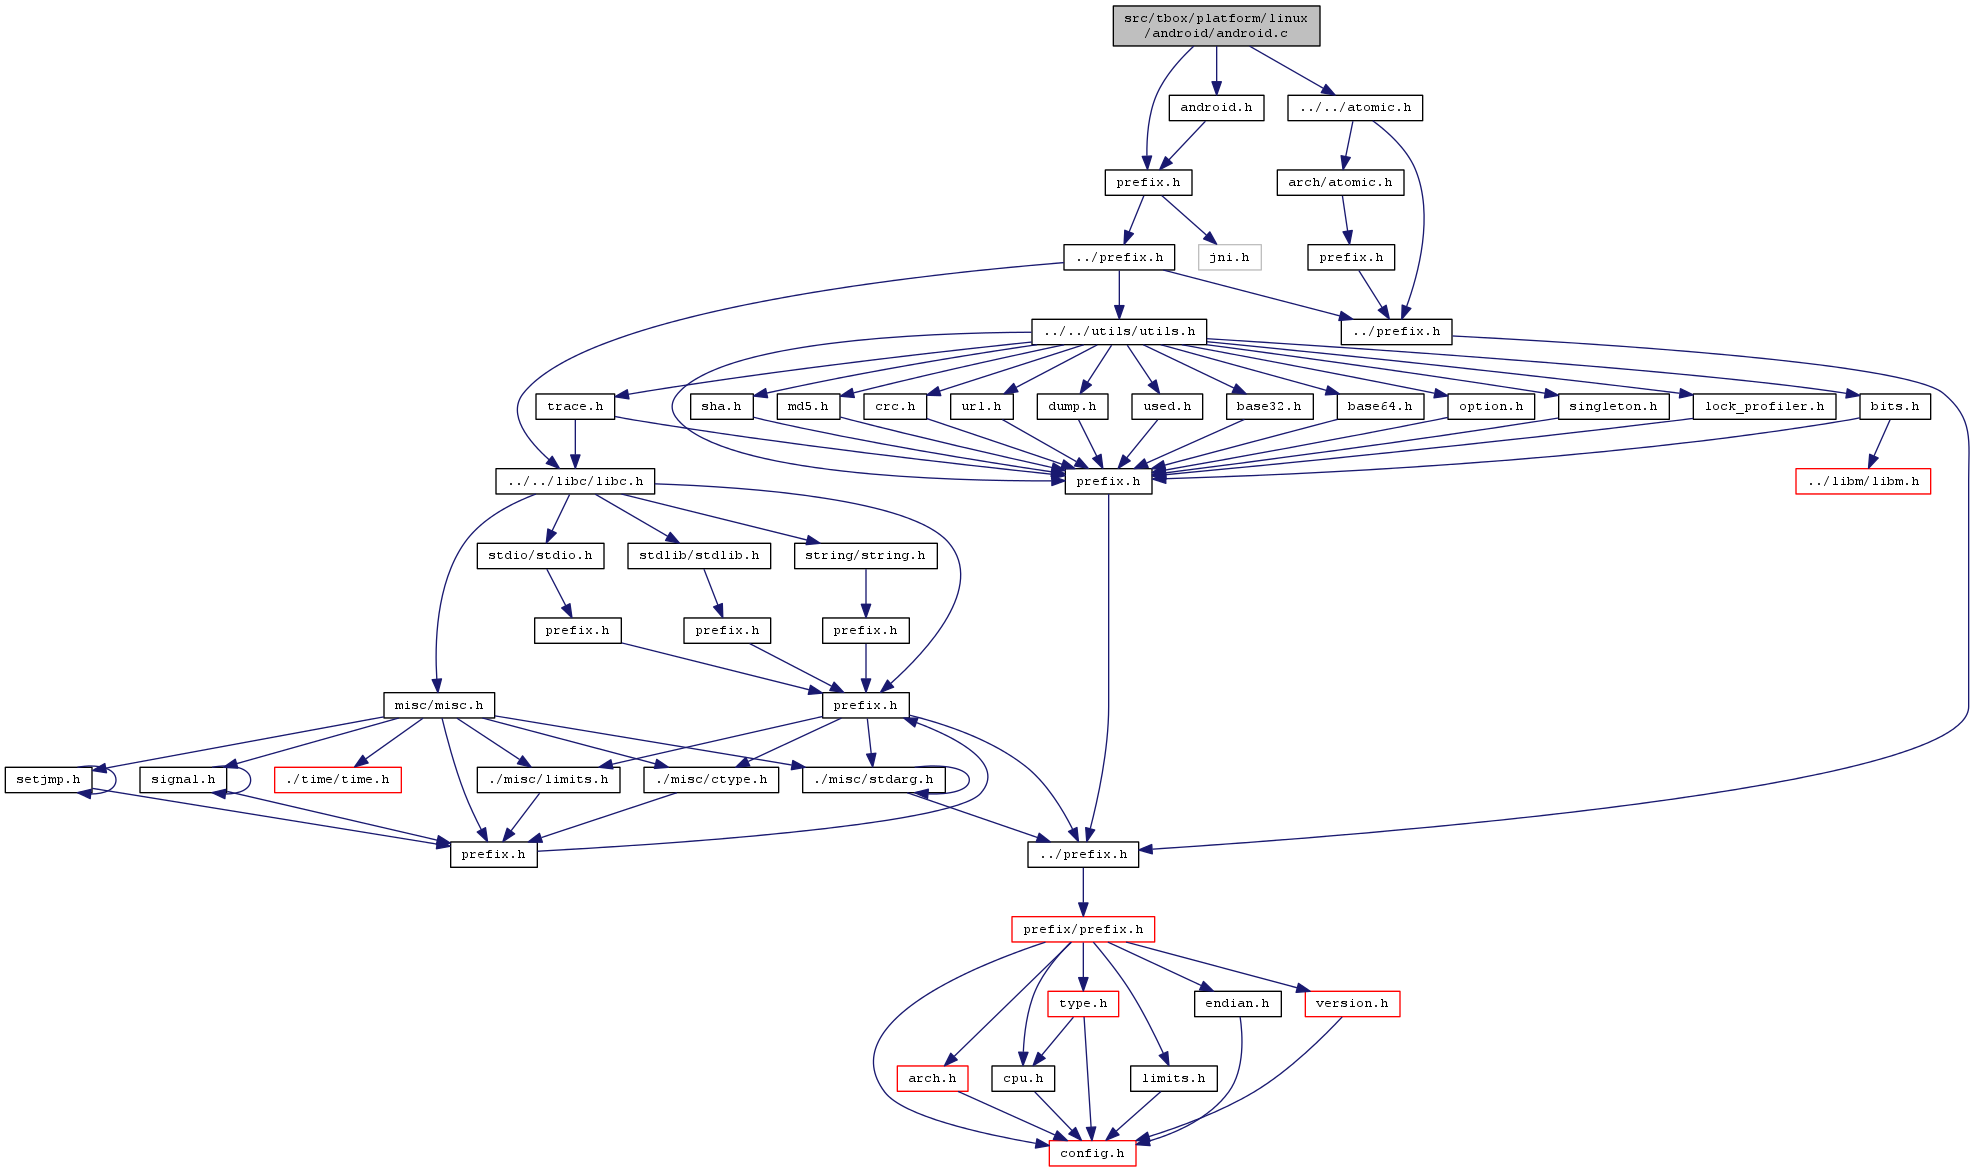 src/tbox/platform/linux
/android/android.c
android.h
../../atomic.h
prefix.h
arch/atomic.h
../prefix.h
jni.h
prefix.h
../../utils/utils.h
../prefix.h
trace.h
sha.h
md5.h
crc.h
url.h
dump.h
used.h
base32.h
base64.h
option.h
singleton.h
lock_profiler.h
bits.h
../../libc/libc.h
prefix.h
../libm/libm.h
stdio/stdio.h
stdlib/stdlib.h
string/string.h
prefix.h
prefix.h
prefix.h
misc/misc.h
prefix.h
setjmp.h
signal.h
./time/time.h
./misc/limits.h
./misc/ctype.h
./misc/stdarg.h
prefix.h
../prefix.h
prefix/prefix.h
type.h
endian.h
version.h
arch.h
cpu.h
limits.h
config.h